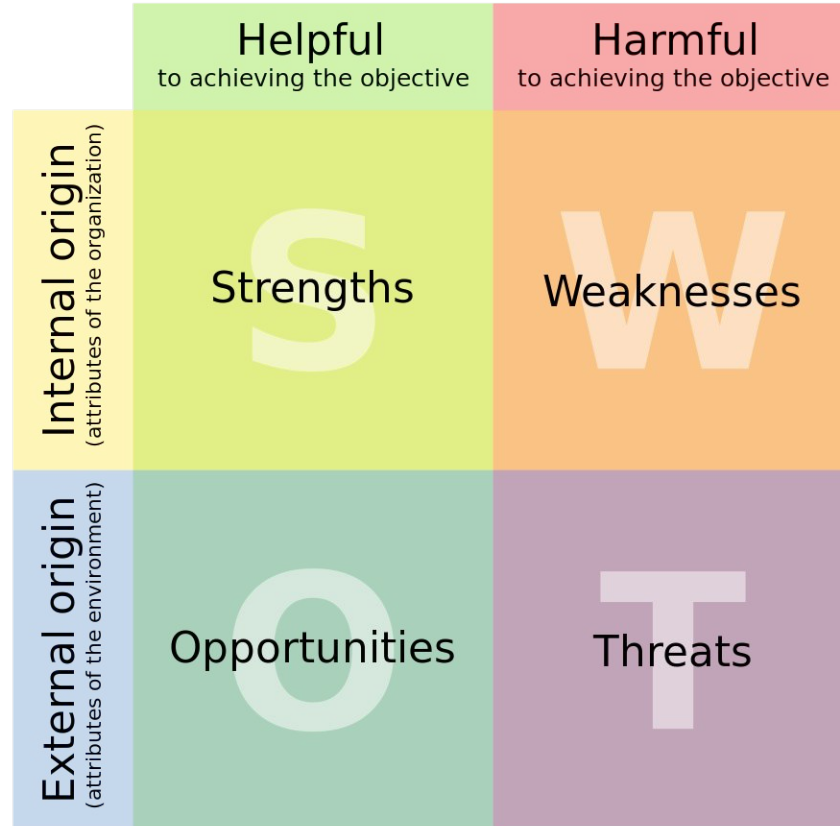 Helpful
to achieving the objective
Harmful
to achieving the objective
Internal origin
(attributes of the organization)
S
Strengths
W
Weaknesses
External origin
(attributes of the environment)
O
Opportunities
T
Threats